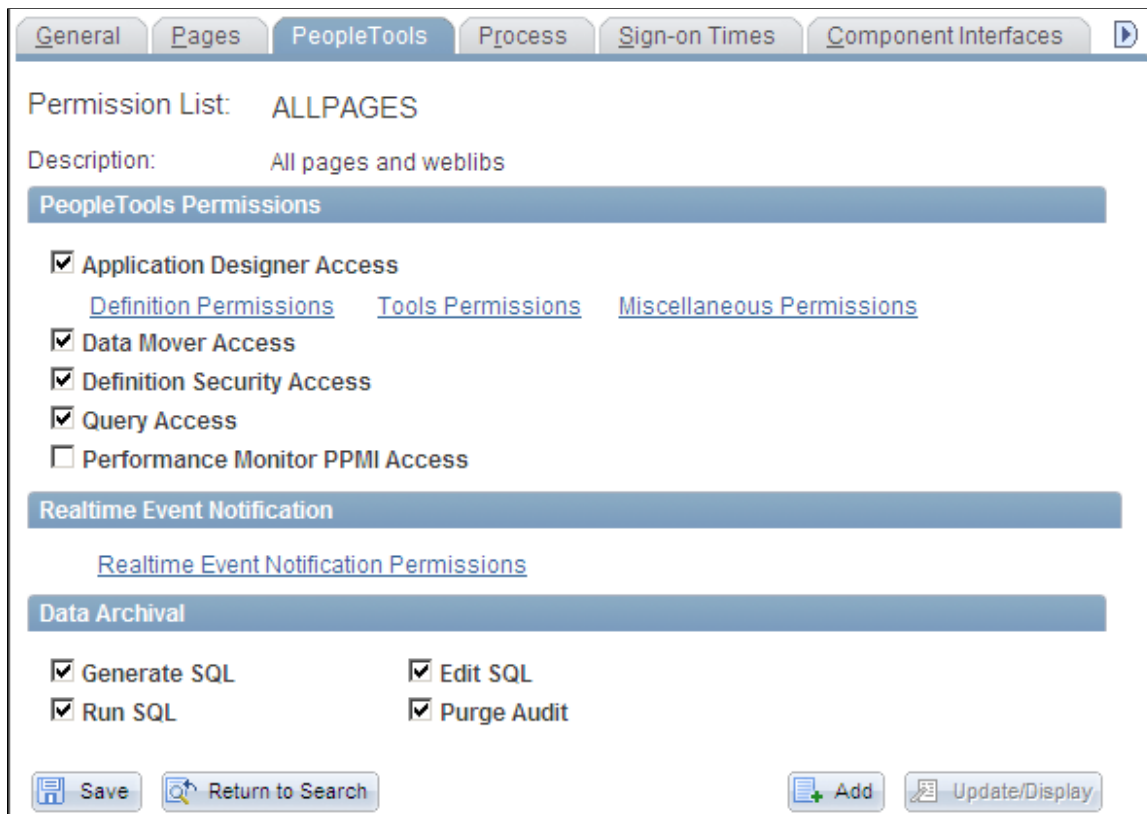 General Pages PeopleTools Process Sign-on Times Component Interfaces
Permission List: ALLPAGES
Description: All pages and weblibs
PeopleTools Permissions
Application Designer Access
Definition Permissions Tools Permissions Miscellaneous Permissions
Data Mover Access
Definition Security Access
Query Access
Performance Monitor PPMI Access
Realtime Event Notification
Realtime Event Notification Permissions
Data Archival
Generate SQL Edit SQL
Run SQL Purge Audit
Save Return to Search Add Update/Display